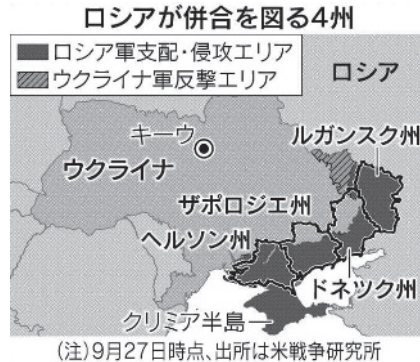 ロシアが併合を図る4州
ロシア軍支配・侵攻エリア
ウクライナ軍反撃エリア
ロシア
キーウ
ルガンスク州
ウクライナ
ザポロジエ州
ヘルソン州
ドネツク州
クリミア半島
(注)9月27日時点、出所は米戦争研究所